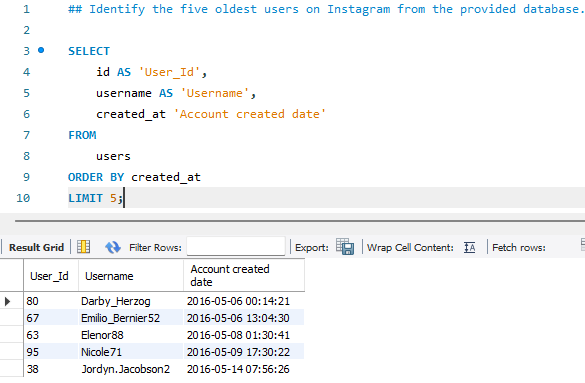 1 ## Identify the five oldest users on Instagram from the provided database.
2
3 SELECT
4 id AS 'User_Id',
5 username AS 'Username',
6 created_at 'Account created date'
7 FROM
8 users
9 ORDER BY created_at
10 LIMIT 5;
Result Grid Filter Rows: Export: Wrap Cell Content: IA Fetch rows:
User_Id Username Account created
date
80 Darby_Herzog 2016-05-06 00:14:21
67 Emilio_Bernier52 2016-05-06 13:04:30
63 Elenor88 2016-05-08 01:30:41
95 Nicole71 2016-05-09 17:30:22
38 Jordyn.Jacobson2 2016-05-14 07:56:26